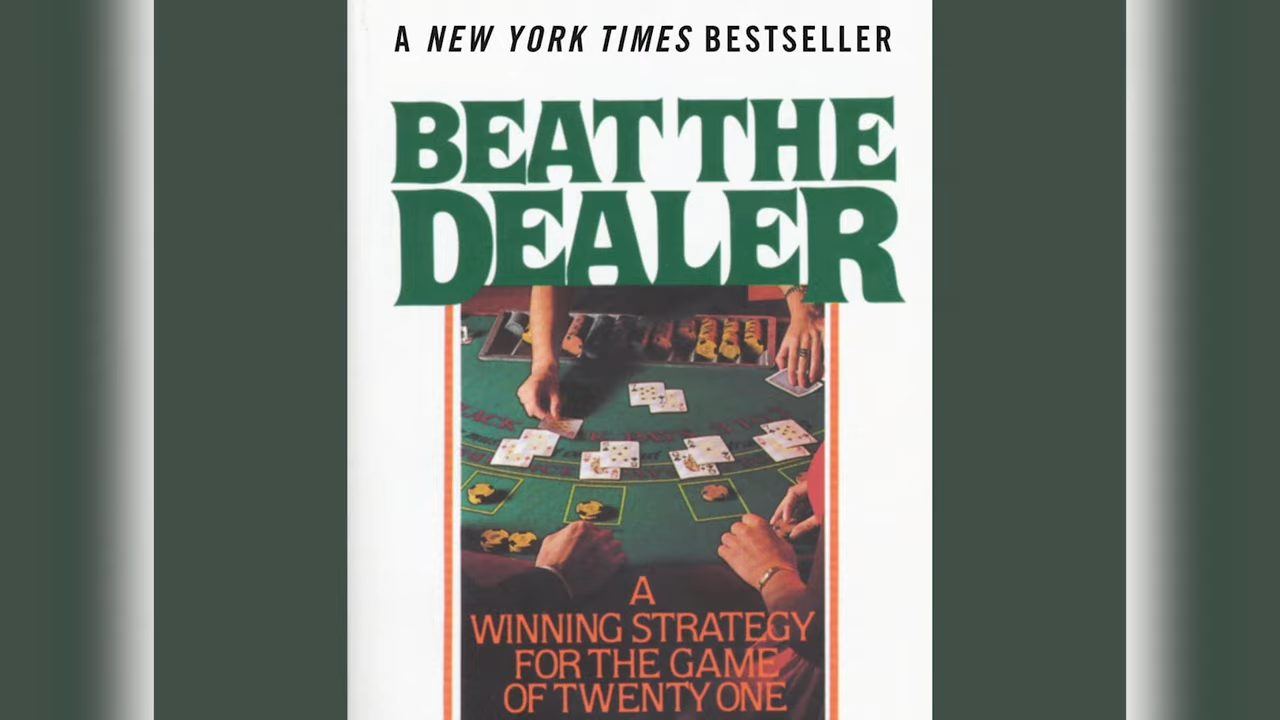 A NEW YORK TIMES BESTSELLER
BEAT THE
DEALER
A
WINNING STRATEGY
FOR THE GAME
OF TWENTY ONE